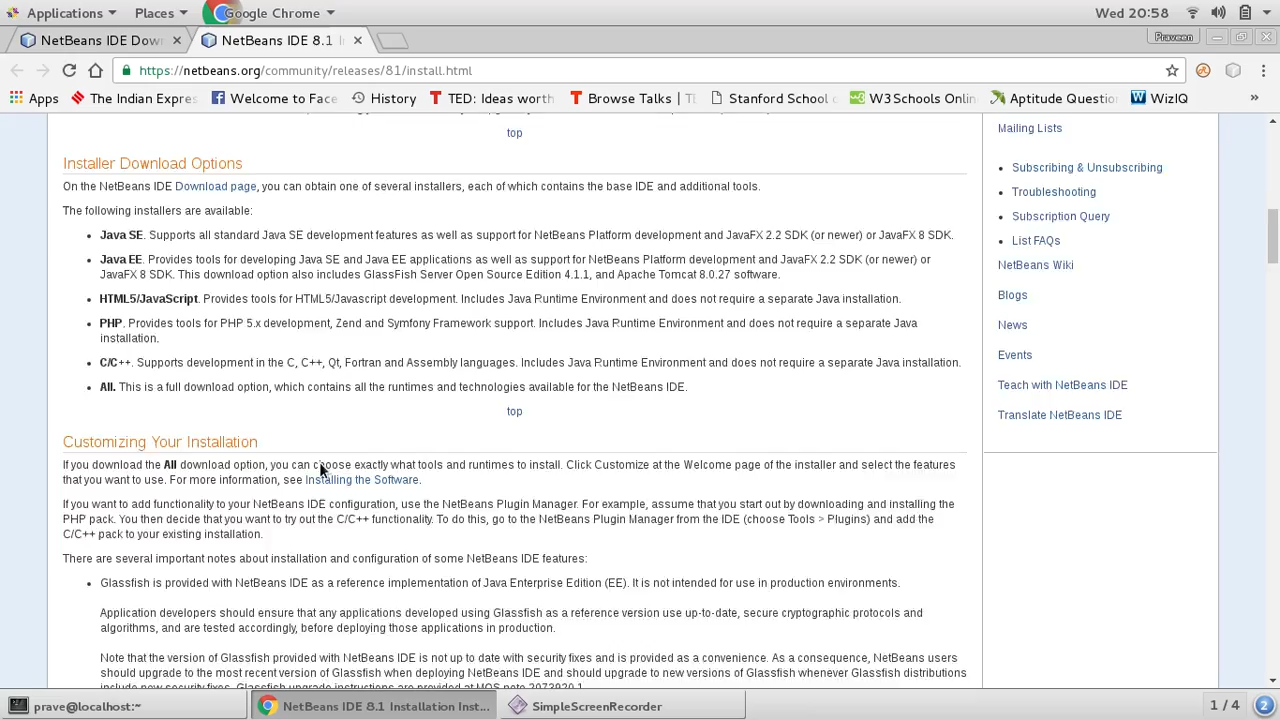 Applications Places Google Chrome Wed 20:58
NetBeans IDE Dow NetBeans IDE 8.1 I Praveen
https://netbeans.org/community/releases/81/install.html
Apps The Indian Expres Welcome to Face History TED: Ideas worth Browse Talks | Stanford School W3Schools Onlin Aptitude Questio WizIQ »
top
Installer Download Options
On the NetBeans IDE Download page, you can obtain one of several installers, each of which contains the base IDE and additional tools.
The following installers are available:
Java SE. Supports all standard Java SE development features as well as support for NetBeans Platform development and JavaFX 2.2 SDK (or newer) or JavaFX 8 SDK.
Java EE. Provides tools for developing Java SE and Java EE applications as well as support for NetBeans Platform development and JavaFX 2.2 SDK (or newer) or
JavaFX 8 SDK. This download option also includes GlassFish Server Open Source Edition 4.1.1, and Apache Tomcat 8.0.27 software.
HTML5/JavaScript. Provides tools for HTML5/Javascript development. Includes Java Runtime Environment and does not require a separate Java installation.
PHP. Provides tools for PHP 5.x development, Zend and Symfony Framework support. Includes Java Runtime Environment and does not require a separate Java
installation.
C/C++. Supports development in the C, C++, Qt, Fortran and Assembly languages. Includes Java Runtime Environment and does not require a separate Java installation.
All. This is a full download option, which contains all the runtimes and technologies available for the NetBeans IDE.
top
Customizing Your Installation
If you download the All download option, you can choose exactly what tools and runtimes to install. Click Customize at the Welcome page of the installer and select the features
that you want to use. For more information, see Installing the Software.
If you want to add functionality to your NetBeans IDE configuration, use the NetBeans Plugin Manager. For example, assume that you start out by downloading and installing the
PHP pack. You then decide that you want to try out the C/C++ functionality. To do this, go to the NetBeans Plugin Manager from the IDE (choose Tools > Plugins) and add the
C/C++ pack to your existing installation.
There are several important notes about installation and configuration of some NetBeans IDE features:
Glassfish is provided with NetBeans IDE as a reference implementation of Java Enterprise Edition (EE). It is not intended for use in production environments.
Application developers should ensure that any applications developed using Glassfish as a reference version use up-to-date, secure cryptographic protocols and
algorithms, and are tested accordingly, before deploying those applications in production.
Note that the version of Glassfish provided with NetBeans IDE is not up to date with security fixes and is provided as a convenience. As a consequence, NetBeans users
should upgrade to the most recent version of Glassfish when deploying NetBeans IDE and should upgrade to new versions of Glassfish whenever Glassfish distributions
include new security fixes. Glassfish upgrade instructions are provided at MOS note 2073920.1
Mailing Lists
Subscribing & Unsubscribing
Troubleshooting
Subscription Query
List FAQs
NetBeans Wiki
Blogs
News
Events
Teach with NetBeans IDE
Translate NetBeans IDE
prave@localhost:~ NetBeans IDE 8.1 Installation Inst... SimpleScreenRecorder 1 / 4 2